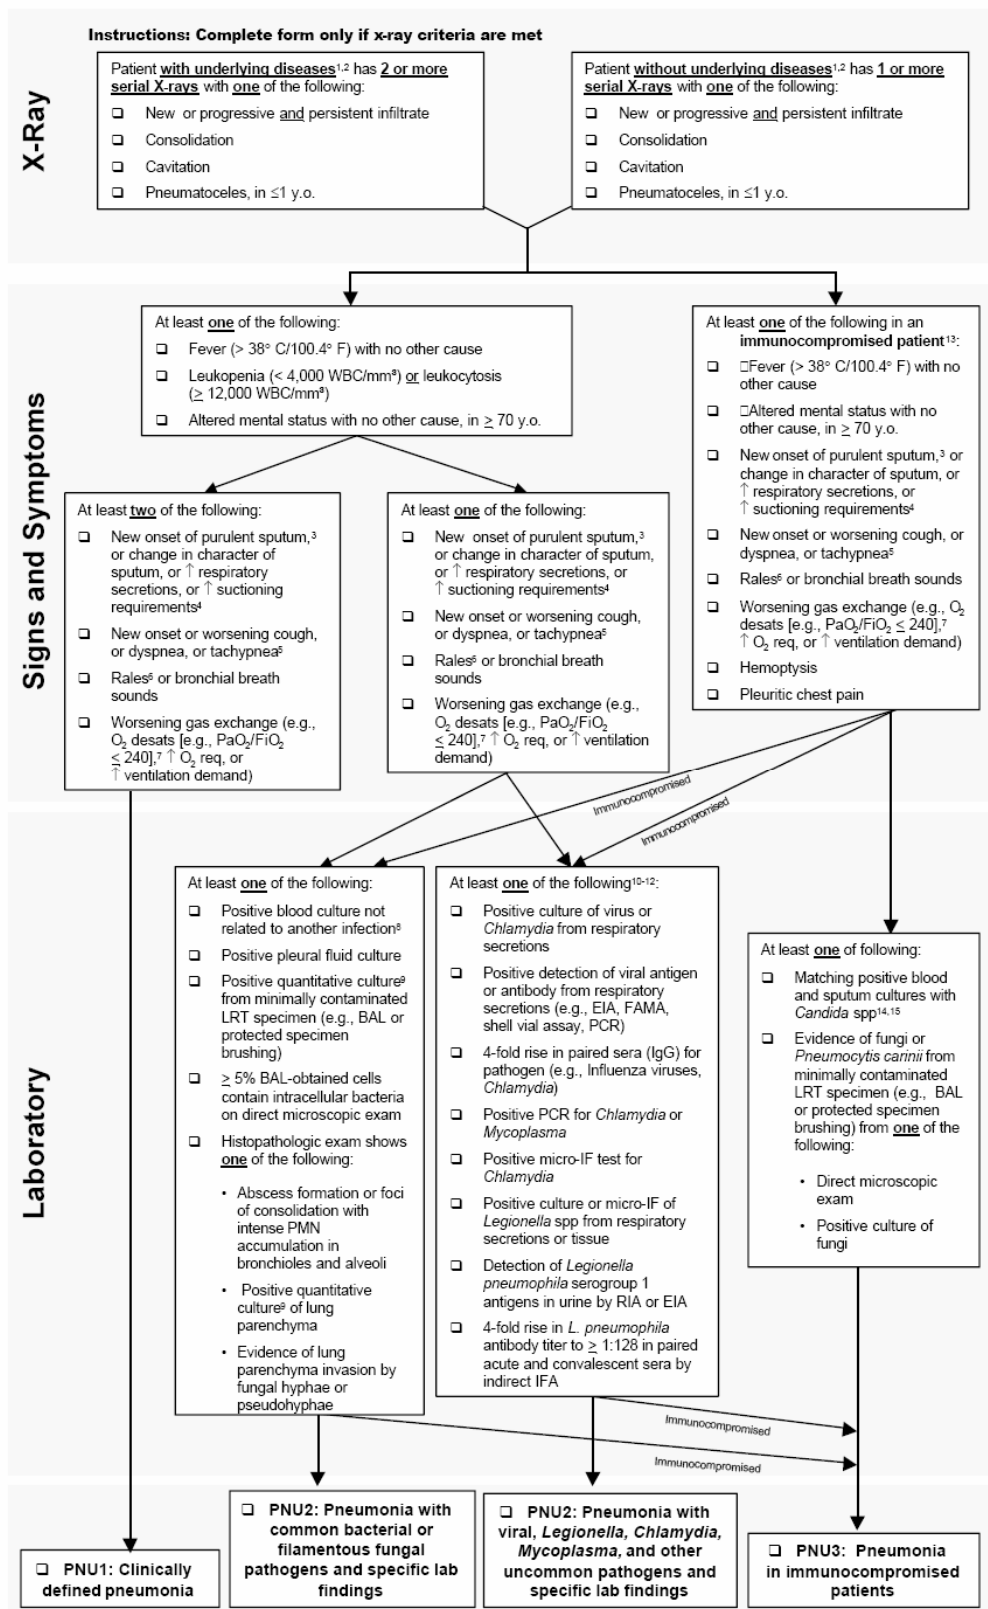 Instructions: Complete form only if x-ray criteria are met
X-Ray
Patient with underlying diseases¹,² has 2 or more
serial X-rays with one of the following:
❑ New or progressive and persistent infiltrate
❑ Consolidation
❑ Cavitation
❑ Pneumatoceles, in ≤1 y.o.
Patient without underlying diseases¹,² has 1 or more
serial X-rays with one of the following:
❑ New or progressive and persistent infiltrate
❑ Consolidation
❑ Cavitation
❑ Pneumatoceles, in ≤1 y.o.
Signs and Symptoms
At least one of the following:
❑ Fever (> 38° C/100.4° F) with no other cause
❑ Leukopenia (< 4,000 WBC/mm³) or leukocytosis
(≥ 12,000 WBC/mm³)
❑ Altered mental status with no other cause, in ≥ 70 y.o.
At least two of the following:
❑ New onset of purulent sputum,³
or change in character of
sputum, or ↑ respiratory
secretions, or ↑ suctioning
requirements⁴
❑ New onset or worsening cough,
or dyspnea, or tachypnea⁵
❑ Rales⁶ or bronchial breath
sounds
❑ Worsening gas exchange (e.g.,
O₂ desats [e.g., PaO₂/FiO₂
≤ 240],⁷ ↑ O₂ req, or
↑ ventilation demand)
At least one of the following:
❑ New onset of purulent sputum,³
or change in character of sputum,
or ↑ respiratory secretions, or
↑ suctioning requirements⁴
❑ New onset or worsening cough,
or dyspnea, or tachypnea⁵
❑ Rales⁶ or bronchial breath
sounds
❑ Worsening gas exchange (e.g.,
O₂ desats [e.g., PaO₂/FiO₂
≤ 240],⁷ ↑ O₂ req, or ↑ ventilation
demand)
At least one of the following in an
immunocompromised patient¹³:
❑ □Fever (> 38° C/100.4° F) with no
other cause
❑ □Altered mental status with no
other cause, in ≥ 70 y.o.
❑ New onset of purulent sputum,³ or
change in character of sputum, or
↑ respiratory secretions, or
↑ suctioning requirements⁴
❑ New onset or worsening cough, or
dyspnea, or tachypnea⁵
❑ Rales⁶ or bronchial breath sounds
❑ Worsening gas exchange (e.g., O₂
desats [e.g., PaO₂/FiO₂ ≤ 240],⁷
↑ O₂ req, or ↑ ventilation demand)
❑ Hemoptysis
❑ Pleuritic chest pain
Immunocompromised
Immunocompromised
Laboratory
At least one of the following:
❑ Positive blood culture not
related to another infection⁸
❑ Positive pleural fluid culture
❑ Positive quantitative culture⁹
from minimally contaminated
LRT specimen (e.g., BAL or
protected specimen
brushing)
❑ ≥ 5% BAL-obtained cells
contain intracellular bacteria
on direct microscopic exam
❑ Histopathologic exam shows
one of the following:
• Abscess formation or foci
of consolidation with
intense PMN
accumulation in
bronchioles and alveoli
• Positive quantitative
culture⁹ of lung
parenchyma
• Evidence of lung
parenchyma invasion by
fungal hyphae or
pseudohyphae
At least one of the following¹⁰⁻¹²:
❑ Positive culture of virus or
Chlamydia from respiratory
secretions
❑ Positive detection of viral antigen
or antibody from respiratory
secretions (e.g., EIA, FAMA,
shell vial assay, PCR)
❑ 4-fold rise in paired sera (IgG) for
pathogen (e.g., Influenza viruses,
Chlamydia)
❑ Positive PCR for Chlamydia or
Mycoplasma
❑ Positive micro-IF test for
Chlamydia
❑ Positive culture or micro-IF of
Legionella spp from respiratory
secretions or tissue
❑ Detection of Legionella
pneumophila serogroup 1
antigens in urine by RIA or EIA
❑ 4-fold rise in L. pneumophila
antibody titer to ≥ 1:128 in paired
acute and convalescent sera by
indirect IFA
At least one of following:
❑ Matching positive blood
and sputum cultures with
Candida spp¹⁴,¹⁵
❑ Evidence of fungi or
Pneumocytis carinii from
minimally contaminated
LRT specimen (e.g., BAL
or protected specimen
brushing) from one of the
following:
• Direct microscopic
exam
• Positive culture of
fungi
Immunocompromised
Immunocompromised
❑ PNU1: Clinically
defined pneumonia
❑ PNU2: Pneumonia with
common bacterial or
filamentous fungal
pathogens and specific lab
findings
❑ PNU2: Pneumonia with
viral, Legionella, Chlamydia,
Mycoplasma, and other
uncommon pathogens and
specific lab findings
❑ PNU3: Pneumonia
in immunocompromised
patients